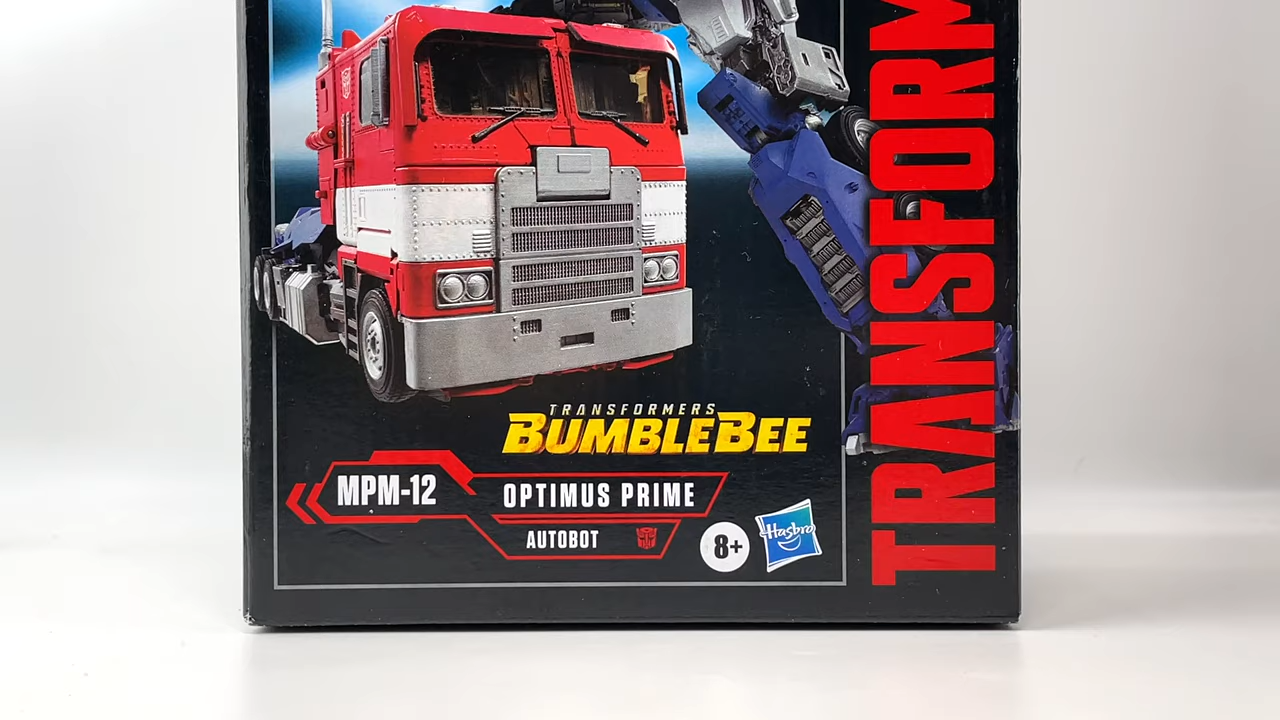 TRANSFORMERS
BUMBLEBEE
MPM-12
OPTIMUS PRIME
AUTOBOT
8+
Hasbro
TRANSFORM